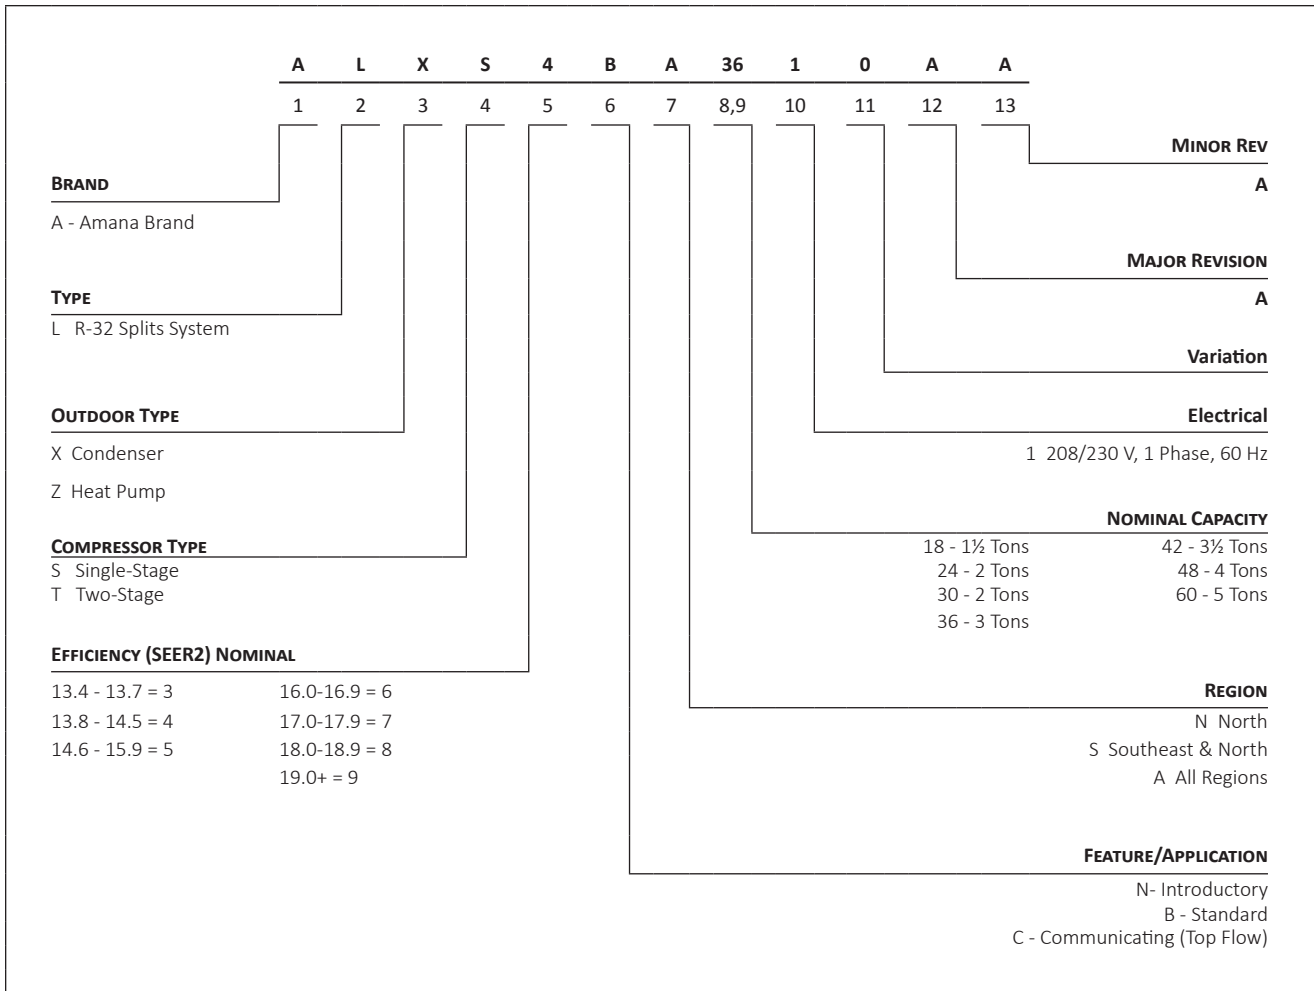 A L X S 4 B A 36 1 0 A A
1 2 3 4 5 6 7 8,9 10 11 12 13
BRAND
A - Amana Brand
TYPE
L R-32 Splits System
OUTDOOR TYPE
X Condenser
Z Heat Pump
COMPRESSOR TYPE
S Single-Stage
T Two-Stage
EFFICIENCY (SEER2) NOMINAL
13.4 - 13.7 = 3 16.0-16.9 = 6
13.8 - 14.5 = 4 17.0-17.9 = 7
14.6 - 15.9 = 5 18.0-18.9 = 8
19.0+ = 9
MINOR REV
A
MAJOR REVISION
A
Variation
Electrical
1 208/230 V, 1 Phase, 60 Hz
NOMINAL CAPACITY
18 - 1½ Tons 42 - 3½ Tons
24 - 2 Tons 48 - 4 Tons
30 - 2 Tons 60 - 5 Tons
36 - 3 Tons
REGION
N North
S Southeast & North
A All Regions
FEATURE/APPLICATION
N- Introductory
B - Standard
C - Communicating (Top Flow)